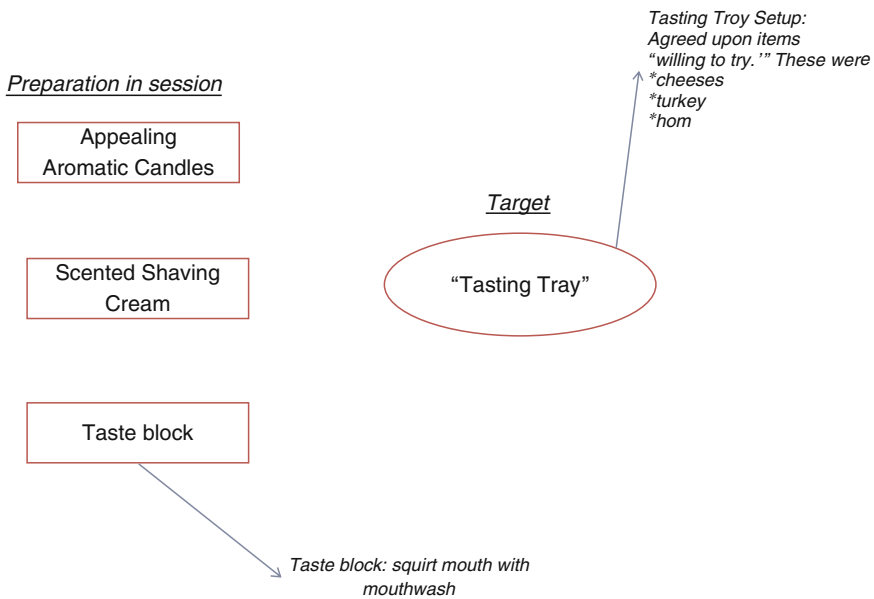 Tasting Troy Setup:
Agreed upon items
“willing to try.’” These were
*cheeses
*turkey
*hom
Preparation in session
Appealing
Aromatic Candles
Target
Scented Shaving
Cream
“Tasting Tray”
Taste block
Taste block: squirt mouth with
mouthwash